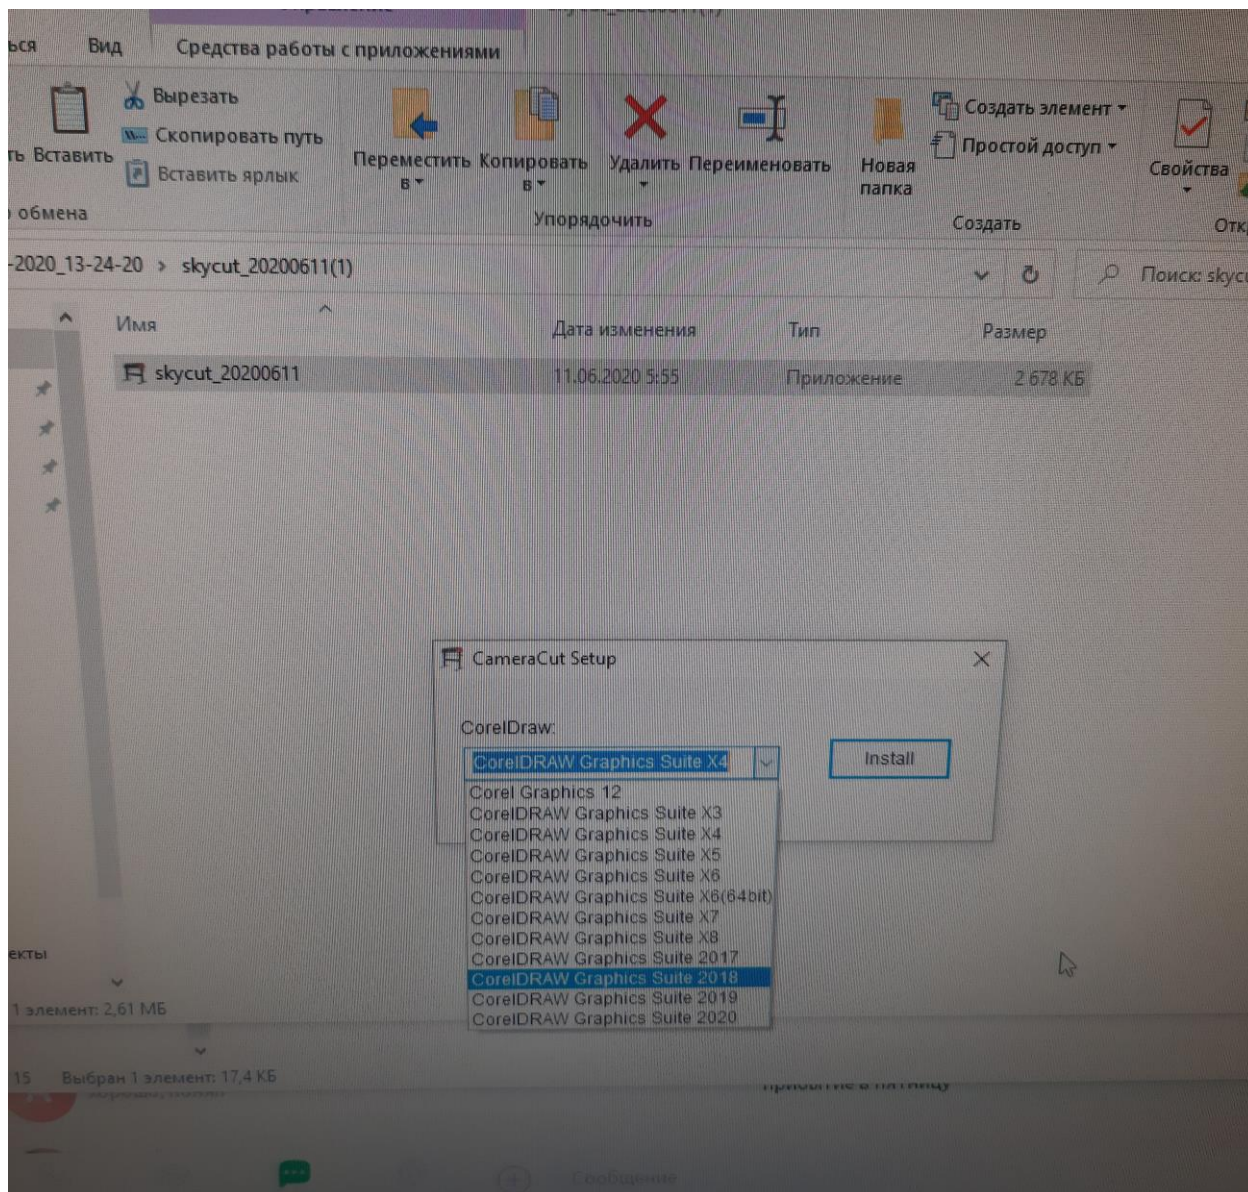 ься Вид Средства работы с приложениями
Вырезать
Скопировать путь
Вставить ярлык
ть Вставить
Переместить в
Копировать в
Удалить
Переименовать
Новая папка
Создать элемент
Простой доступ
Свойства
обмена
Упорядочить
Создать
Отк
-2020_13-24-20 > skycut_20200611(1)
Поиск: skycu
Имя Дата изменения Тип Размер
skycut_20200611 11.06.2020 5:55 Приложение 2 678 КБ
CameraCut Setup
CorelDraw:
CorelDRAW Graphics Suite X4
Install
Corel Graphics 12
CorelDRAW Graphics Suite X3
CorelDRAW Graphics Suite X4
CorelDRAW Graphics Suite X5
CorelDRAW Graphics Suite X6
CorelDRAW Graphics Suite X6(64bit)
CorelDRAW Graphics Suite X7
CorelDRAW Graphics Suite X8
CorelDRAW Graphics Suite 2017
CorelDRAW Graphics Suite 2018
CorelDRAW Graphics Suite 2019
CorelDRAW Graphics Suite 2020
екты
1 элемент: 2,61 МБ
15 Выбран 1 элемент: 17,4 КБ
Сообщение